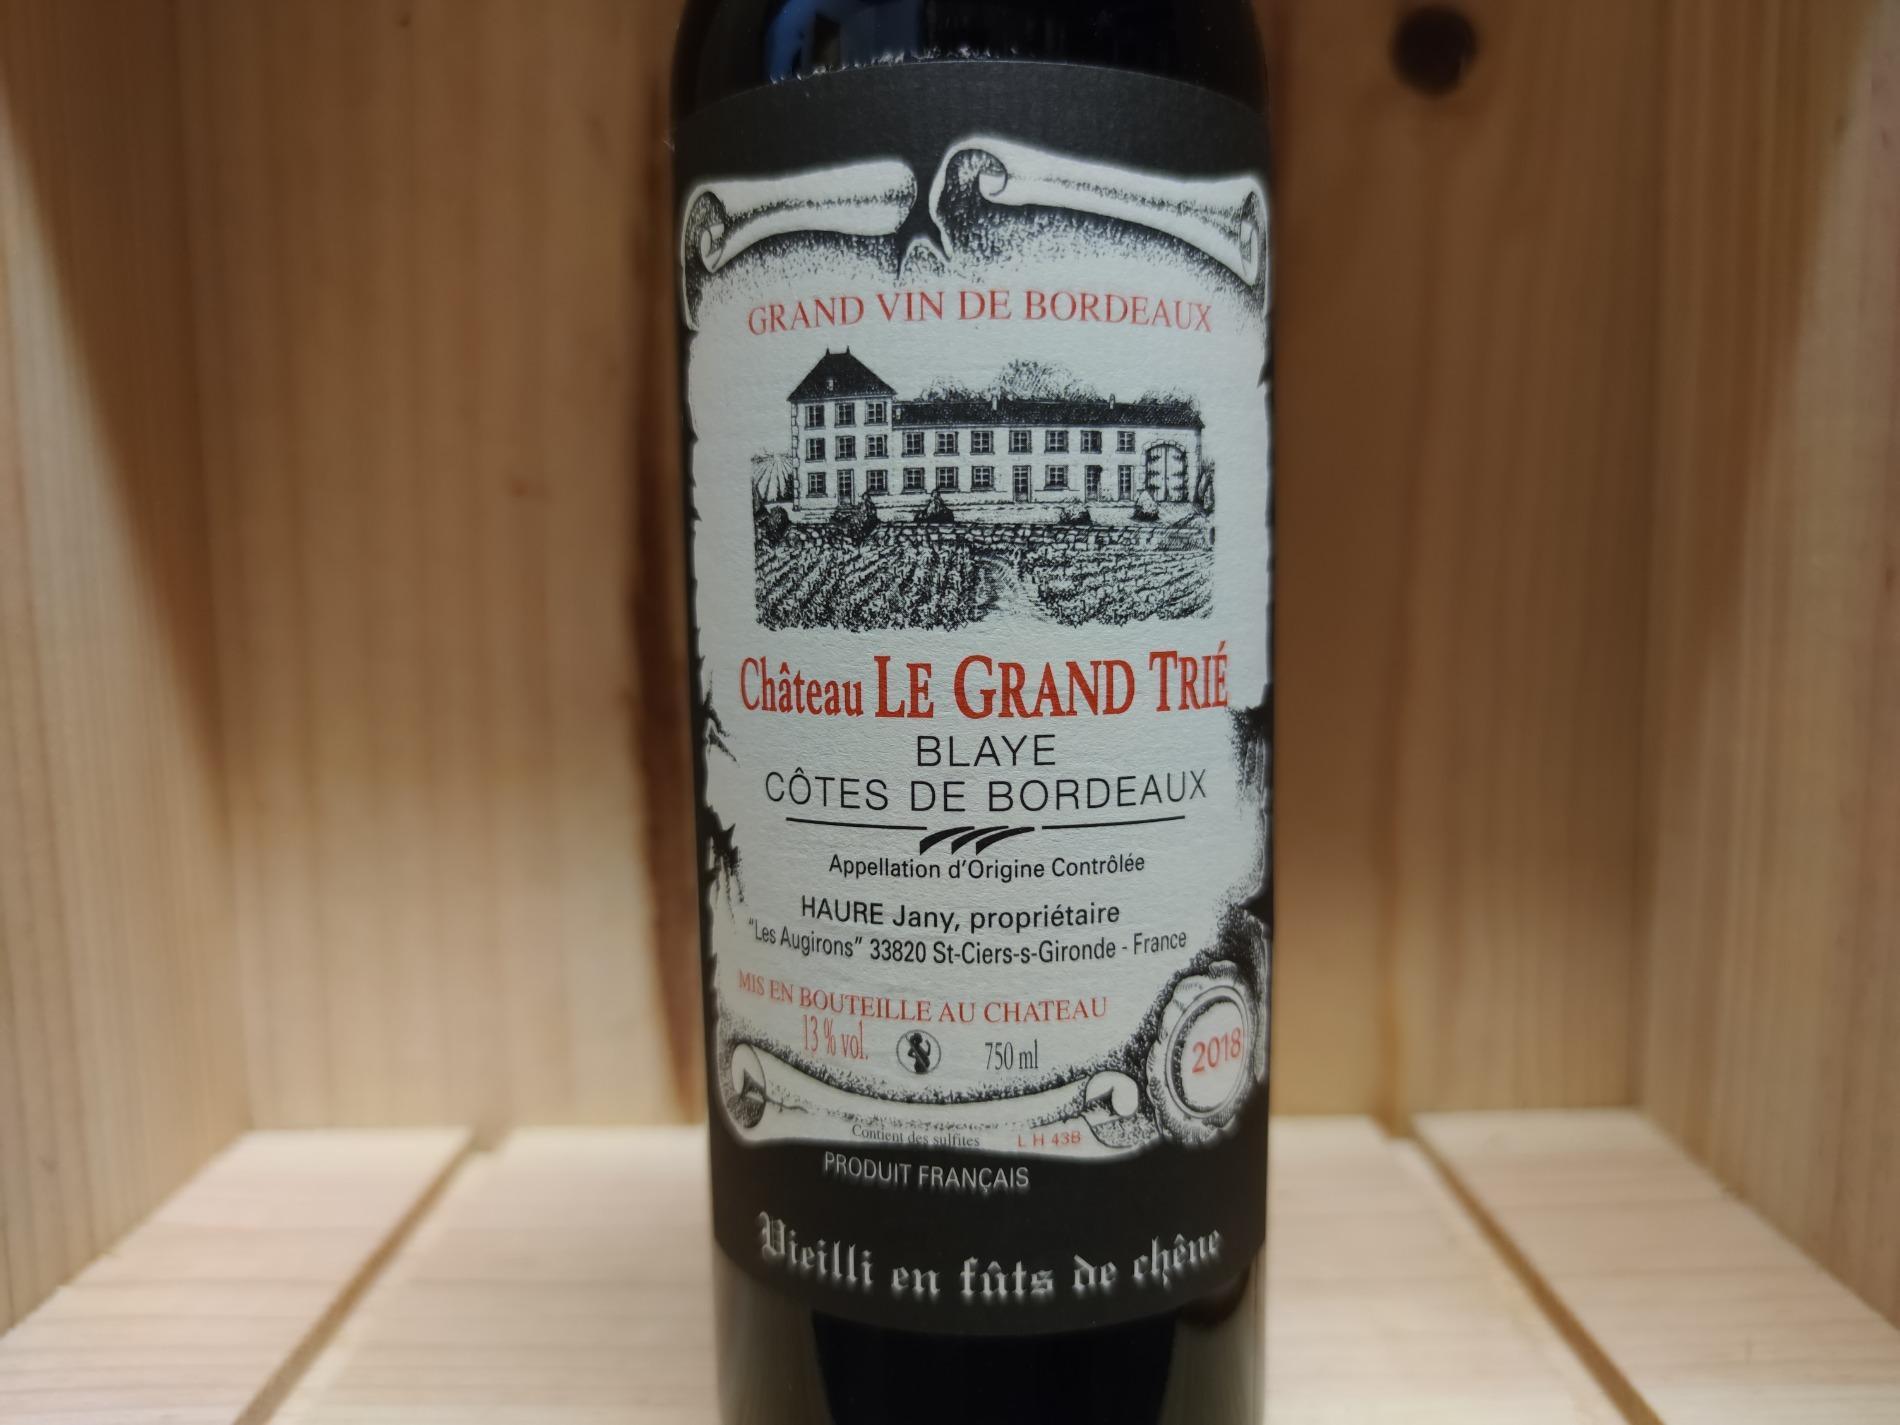 GRAND VIN DE BORDEAUX
Château LE GRAND TRIÉ
BLAYE
CÔTES DE BORDEAUX
Appellation d'Origine Contrôlée
HAURE Jany, propriétaire
"Les Augirons" 33820 St-Ciers-s-Gironde - France
MIS EN BOUTEILLE AU CHATEAU
13 % vol. 750 ml
2018
Contient des sulfites L H 43B
PRODUIT FRANÇAIS
Vieilli en fûts de chêne